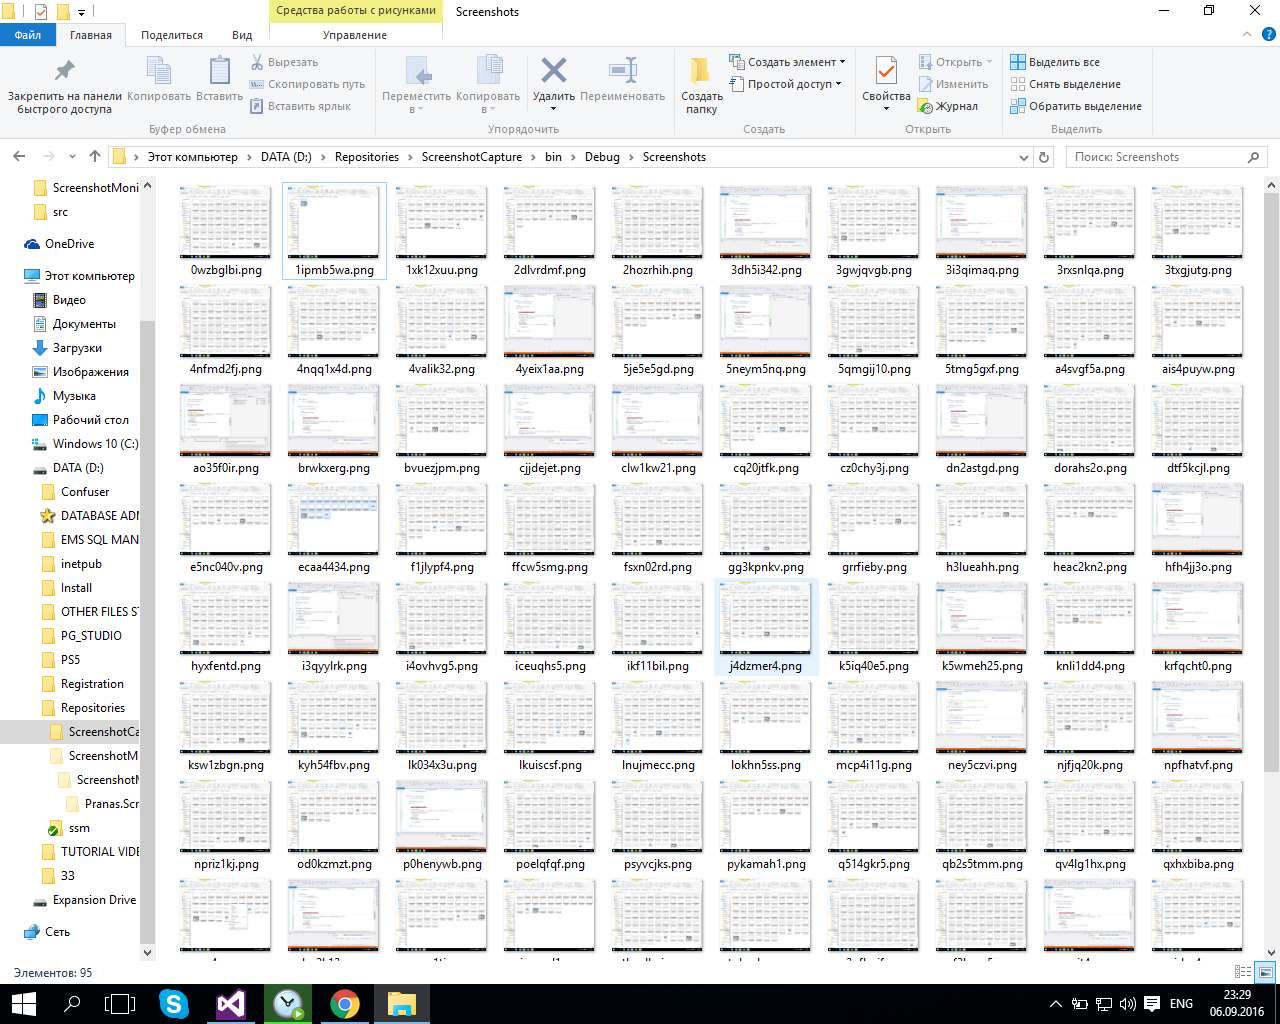 Средства работы с рисунками
Screenshots
Файл
Главная
Поделиться
Вид
Управление
Закрепить на панели быстрого доступа
Копировать
Вставить
Вырезать
Скопировать путь
Вставить ярлык
Буфер обмена
Переместить в
Копировать в
Удалить
Переименовать
Упорядочить
Создать папку
Создать элемент
Простой доступ
Создать
Свойства
Открыть
Изменить
Журнал
Открыть
Выделить все
Снять выделение
Обратить выделение
Выделить
Этот компьютер > DATA (D:) > Repositories > ScreenshotCapture > bin > Debug > Screenshots
Поиск: Screenshots
ScreenshotMoni
src
OneDrive
Этот компьютер
Видео
Документы
Загрузки
Изображения
Музыка
Рабочий стол
Windows 10 (C:)
DATA (D:)
Confuser
DATABASE ADM
EMS SQL MAN
inetpub
Install
OTHER FILES ST
PG_STUDIO
PS5
Registration
Repositories
ScreenshotCa
ScreenshotM
ScreenshotM
Pranas.Scr
ssm
TUTORIAL VIDE
33
Expansion Drive
Сеть
0wzbglbi.png 1ipmb5wa.png 1xk12xuu.png 2dlvrdmf.png 2hozrhih.png 3dh5i342.png 3gwjqvgb.png 3i3qimaq.png 3rxsnlqa.png 3txgjutg.png
4nfmd2fj.png 4nqq1x4d.png 4valik32.png 4yeix1aa.png 5je5e5gd.png 5neym5nq.png 5qmgij10.png 5tmg5gxf.png a4svgf5a.png ais4puyw.png
ao35f0ir.png brwkxerg.png bvuezjpm.png cjjdejet.png clw1kw21.png cq20jtfk.png cz0chy3j.png dn2astgd.png dorahs2o.png dtf5kcjl.png
e5nc040v.png ecaa4434.png f1jlypf4.png ffcw5smg.png fsxn02rd.png gg3kpnkv.png grrfieby.png h3lueahh.png heac2kn2.png hfh4jj3o.png
hyxfentd.png i3qyylrk.png i4ovhvg5.png iceuqhs5.png ikf11bil.png j4dzmer4.png k5iq40e5.png k5wmeh25.png knli1dd4.png krfqcht0.png
ksw1zbgn.png kyh54fbv.png lk034x3u.png lkuiscsf.png lnujmecc.png lokhn5ss.png mcp4i11g.png ney5czvi.png njfjq20k.png npfhatvf.png
npriz1kj.png od0kzmzt.png p0henywb.png poelqfqf.png psyvcjks.png pykamah1.png q514gkr5.png qb2s5tmm.png qv4lg1hx.png qxhxbiba.png
Элементов: 95
ENG
23:29
06.09.2016